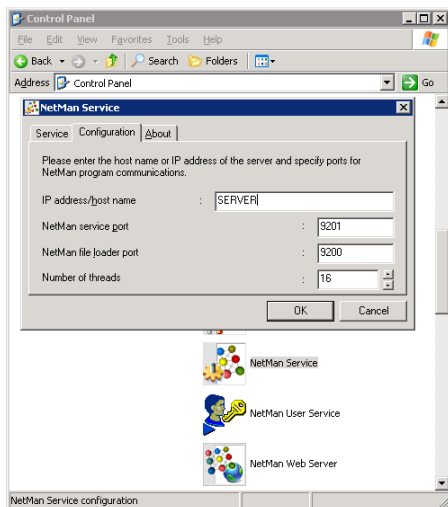 Control Panel
File Edit View Favorites Tools Help
Back Search Folders
Address Control Panel Go
NetMan Service
Service Configuration About
Please enter the host name or IP address of the server and specify ports for
NetMan program communications.
IP address/host name : SERVER
NetMan service port : 9201
NetMan file loader port : 9200
Number of threads : 16
OK Cancel
NetMan Service
NetMan User Service
NetMan Web Server
NetMan Service configuration